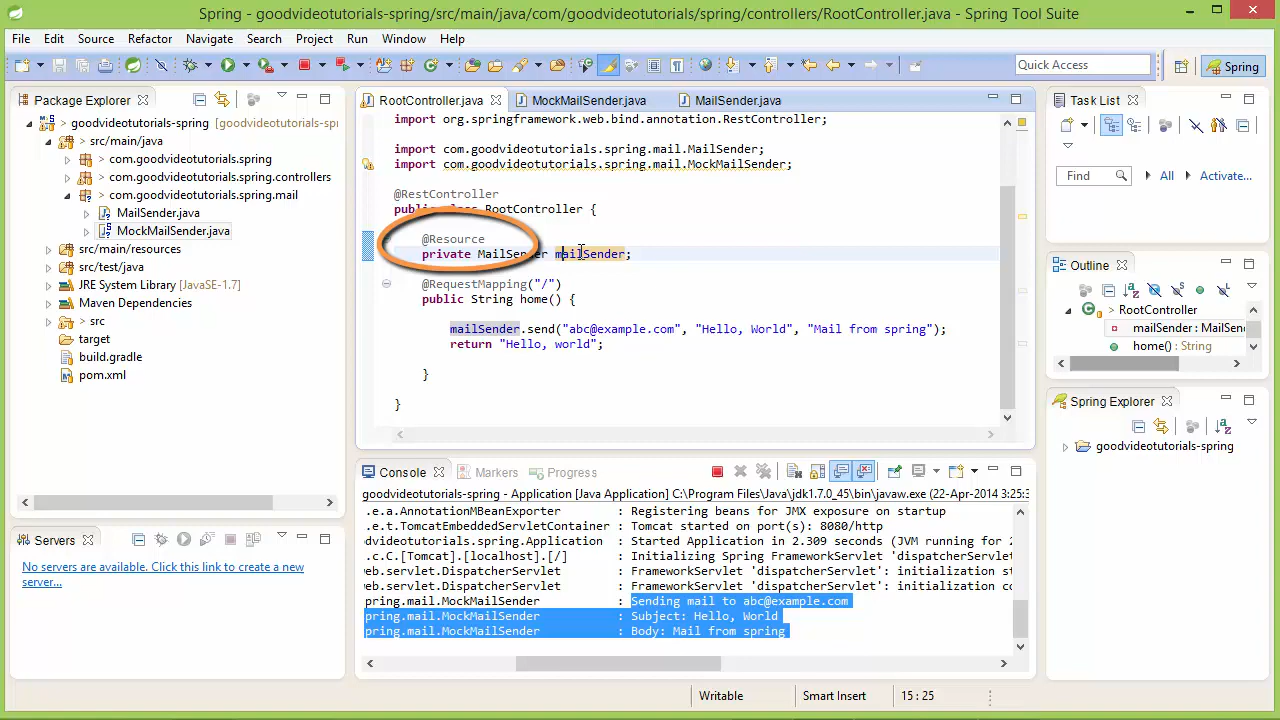 Spring - goodvideotutorials-spring/src/main/java/com/goodvideotutorials/spring/controllers/RootController.java - Spring Tool Suite
File Edit Source Refactor Navigate Search Project Run Window Help
Quick Access
Spring
Package Explorer
goodvideotutorials-spring [goodvideotutorials-spi
src/main/java
com.goodvideotutorials.spring
com.goodvideotutorials.spring.controllers
com.goodvideotutorials.spring.mail
MailSender.java
MockMailSender.java
src/main/resources
src/test/java
JRE System Library [JavaSE-1.7]
Maven Dependencies
src
target
build.gradle
pom.xml
Servers
No servers are available. Click this link to create a new
server...
RootController.java MockMailSender.java MailSender.java
import org.springframework.web.bind.annotation.RestController;
import com.goodvideotutorials.spring.mail.MailSender;
import com.goodvideotutorials.spring.mail.MockMailSender;
@RestController
public class RootController {
@Resource
private MailSender mailSender;
@RequestMapping("/")
public String home() {
mailSender.send("abc@example.com", "Hello, World", "Mail from spring");
return "Hello, world";
}
}
Console Markers Progress
goodvideotutorials-spring - Application [Java Application] C:\Program Files\Java\jdk1.7.0_45\bin\javaw.exe (22-Apr-2014 3:25:3
.e.a.AnnotationMBeanExporter : Registering beans for JMX exposure on startup
.e.t.TomcatEmbeddedServletContainer : Tomcat started on port(s): 8080/http
dvideotutorials.spring.Application : Started Application in 2.309 seconds (JVM running for 2
.c.C.[Tomcat].[localhost].[/] : Initializing Spring FrameworkServlet 'dispatcherServlet
web.servlet.DispatcherServlet : FrameworkServlet 'dispatcherServlet': initialization st
web.servlet.DispatcherServlet : FrameworkServlet 'dispatcherServlet': initialization co
pring.mail.MockMailSender : Sending mail to abc@example.com
pring.mail.MockMailSender : Subject: Hello, World
pring.mail.MockMailSender : Body: Mail from spring
Task List
Find All Activate...
Outline
RootController
mailSender : MailSen
home() : String
Spring Explorer
goodvideotutorials-spring
Writable Smart Insert 15 : 25